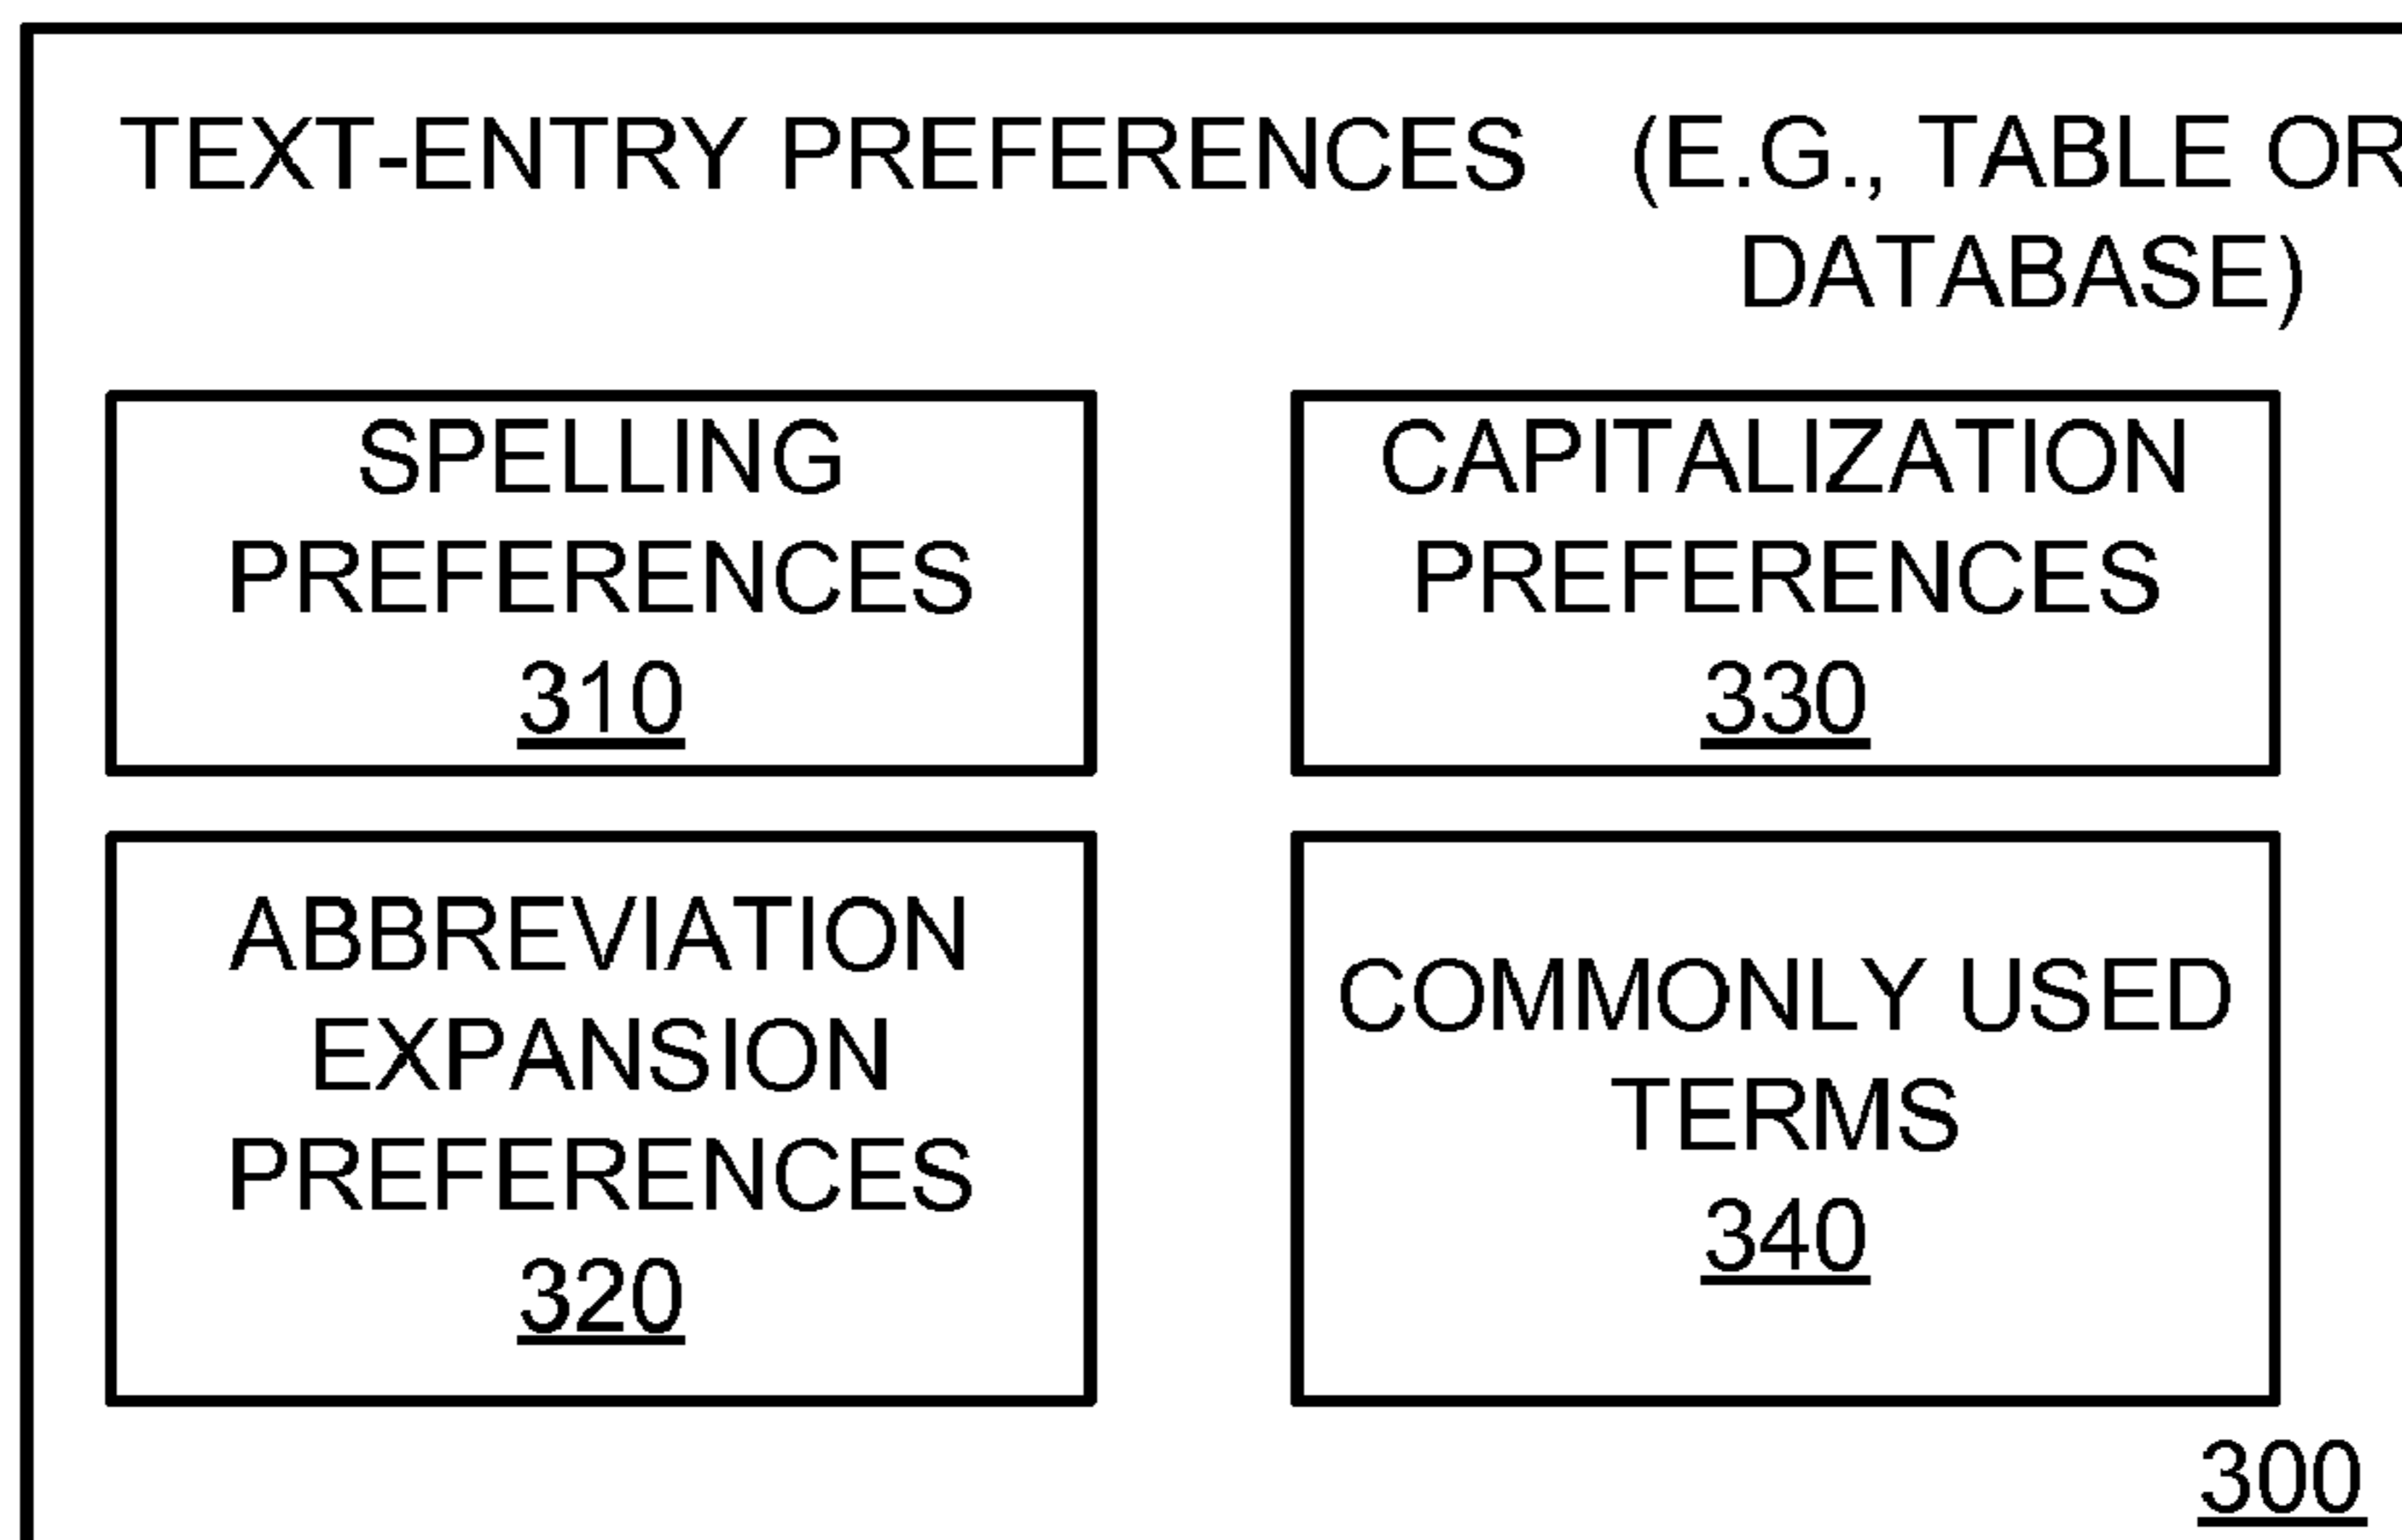 TEXT-ENTRY PREFERENCES (E.G., TABLE OR
DATABASE)
SPELLING
PREFERENCES
310
CAPITALIZATION
PREFERENCES
330
ABBREVIATION
EXPANSION
PREFERENCES
320
COMMONLY USED
TERMS
340
300